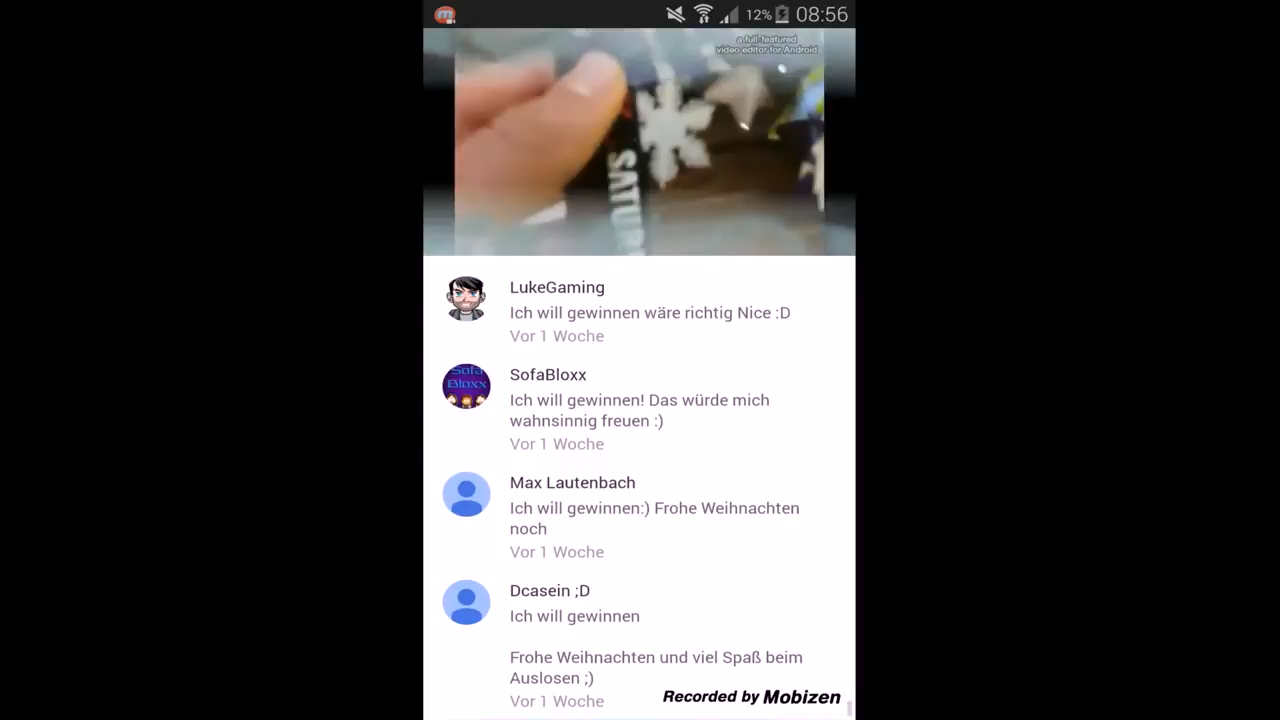 12%
08:56
a full-featured
video editor for Android
LukeGaming
Ich will gewinnen wäre richtig Nice :D
Vor 1 Woche
Sofa
Bloxx
SofaBloxx
Ich will gewinnen! Das würde mich
wahnsinnig freuen :)
Vor 1 Woche
Max Lautenbach
Ich will gewinnen:) Frohe Weihnachten
noch
Vor 1 Woche
Dcasein ;D
Ich will gewinnen
Frohe Weihnachten und viel Spaß beim
Auslosen ;)
Vor 1 Woche
Recorded by Mobizen